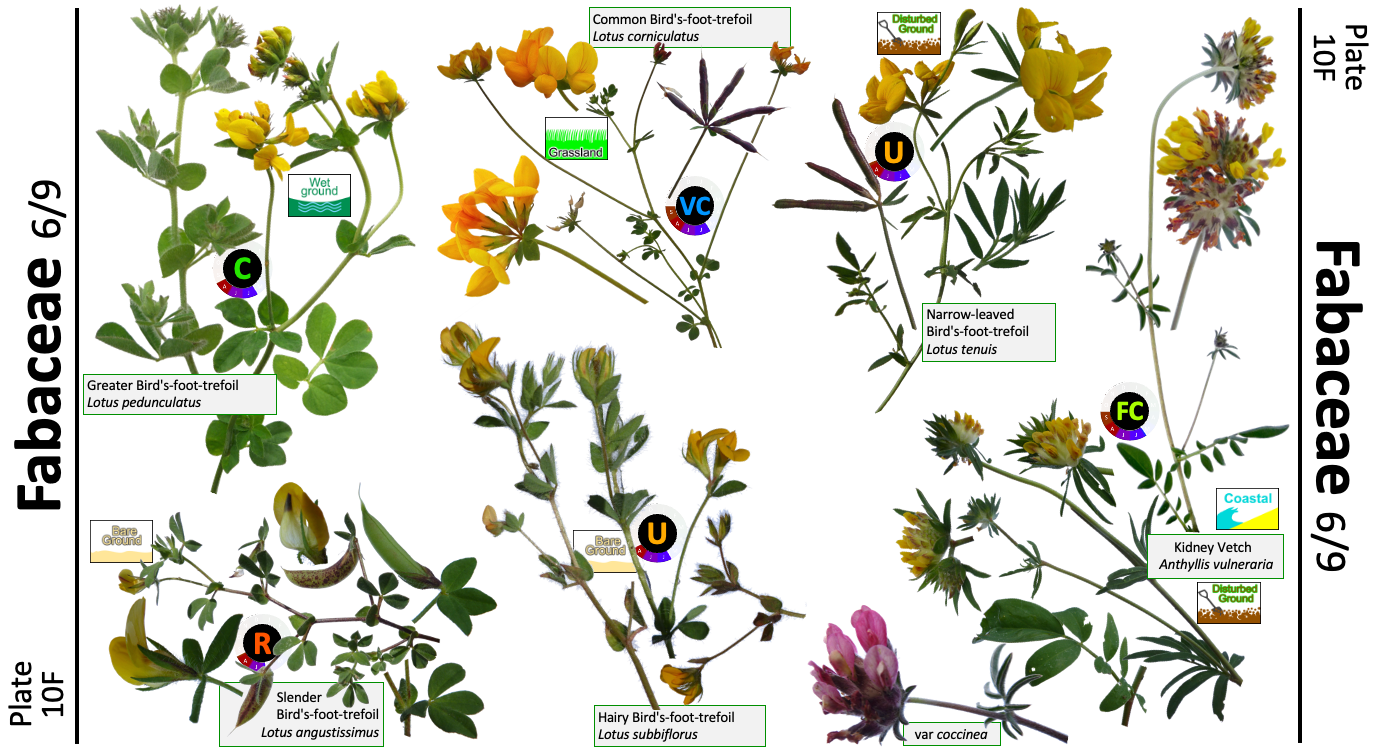 Fabaceae 6/9
Plate
10F
Greater Bird's-foot-trefoil
Lotus pedunculatus
C
A J J
Wet
ground
Common Bird's-foot-trefoil
Lotus corniculatus
Grassland
VC
S A J J
Disturbed
Ground
U
A J J
Narrow-leaved
Bird's-foot-trefoil
Lotus tenuis
Bare
Ground
R
A J
Slender
Bird's-foot-trefoil
Lotus angustissimus
Bare
Ground
U
A J J
Hairy Bird's-foot-trefoil
Lotus subbiflorus
FC
S A J J
Coastal
Kidney Vetch
Anthyllis vulneraria
Disturbed
Ground
var coccinea
Plate
10F
Fabaceae 6/9